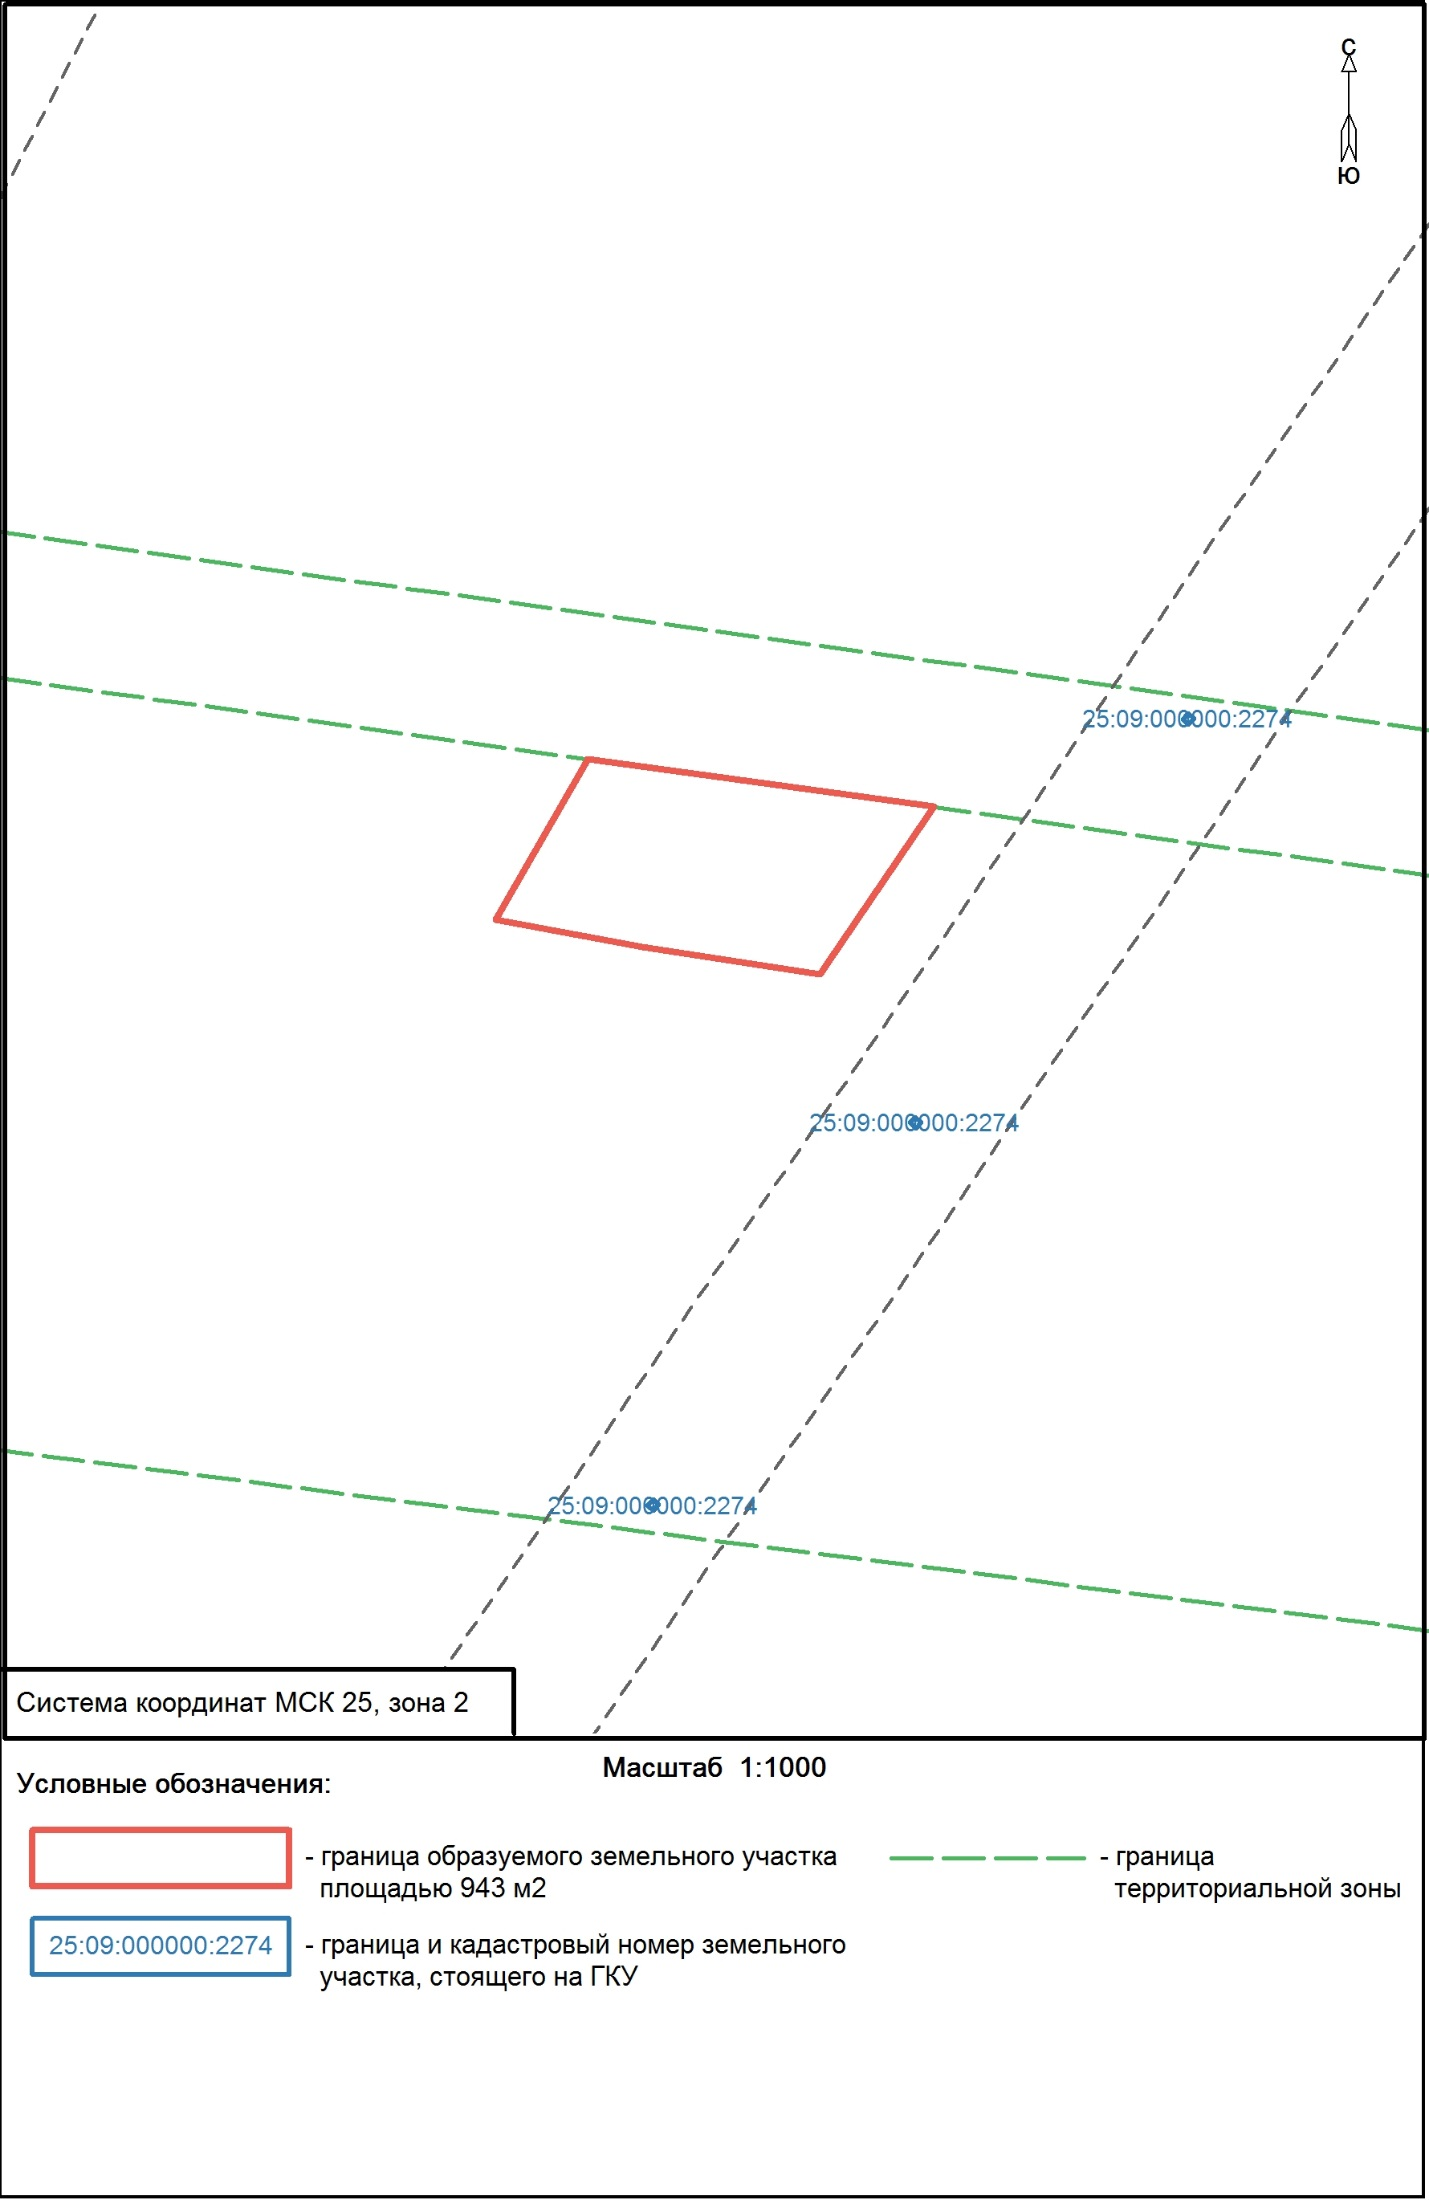 С
Ю
25:09:000000:2274
25:09:000000:2274
25:09:000000:2274
Система координат МСК 25, зона 2
Масштаб 1:1000
Условные обозначения:
- граница образуемого земельного участка
площадью 943 м2
- граница
территориальной зоны
25:09:000000:2274
- граница и кадастровый номер земельного
участка, стоящего на ГКУ